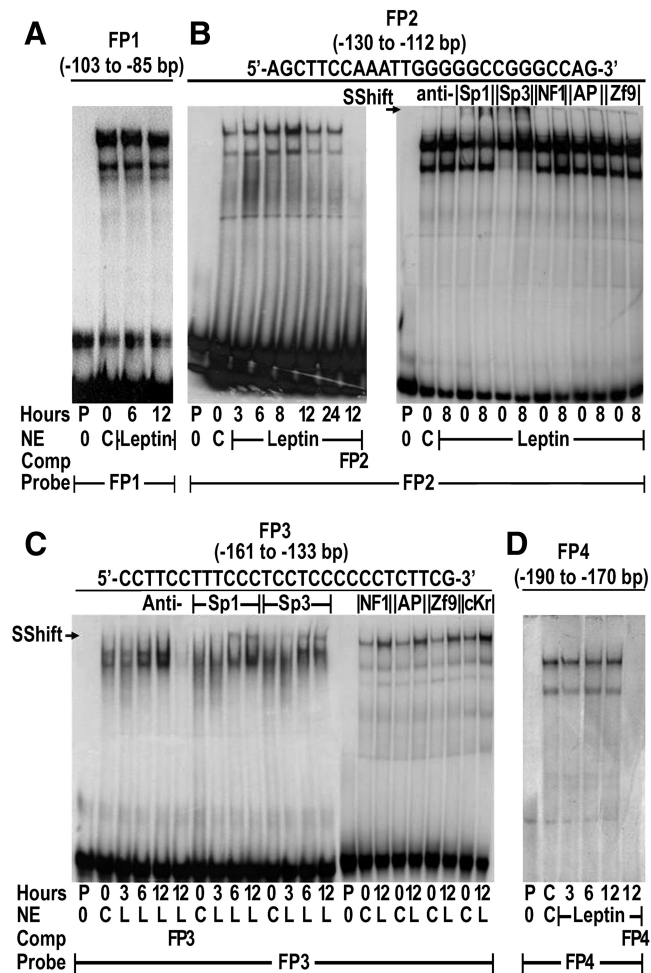 A
FP1
(-103 to -85 bp)
B
FP2
(-130 to -112 bp)
5’-AGCTTCCAAATTGGGGGCCGGGCCAG-3’
SShift
anti- |Sp1||Sp3||NF1||AP||Zf9|
Hours P 0 6 12
NE 0 C Leptin
Comp
Probe FP1
P 0 3 6 8 12 24 12
0 C Leptin
FP2
P 0 8 0 8 0 8 0 8 0 8 0 8
0 C Leptin
FP2
C
FP3
(-161 to -133 bp)
5’-CCTTCCTTTCCCTCCTCCCCCCTCTTCG-3’
Anti- Sp1 Sp3
|NF1||AP||Zf9||cKr|
SShift
Hours P 0 3 6 12 12 0 3 6 12 0 3 6 12 P 0 12 0 12 0 12 0 12
NE 0 C L L L L C L L L C L L L 0 C L C L C L C L
Comp FP3
Probe FP3
D
FP4
(-190 to -170 bp)
P C 3 6 12 12
0 C Leptin
FP4
FP4